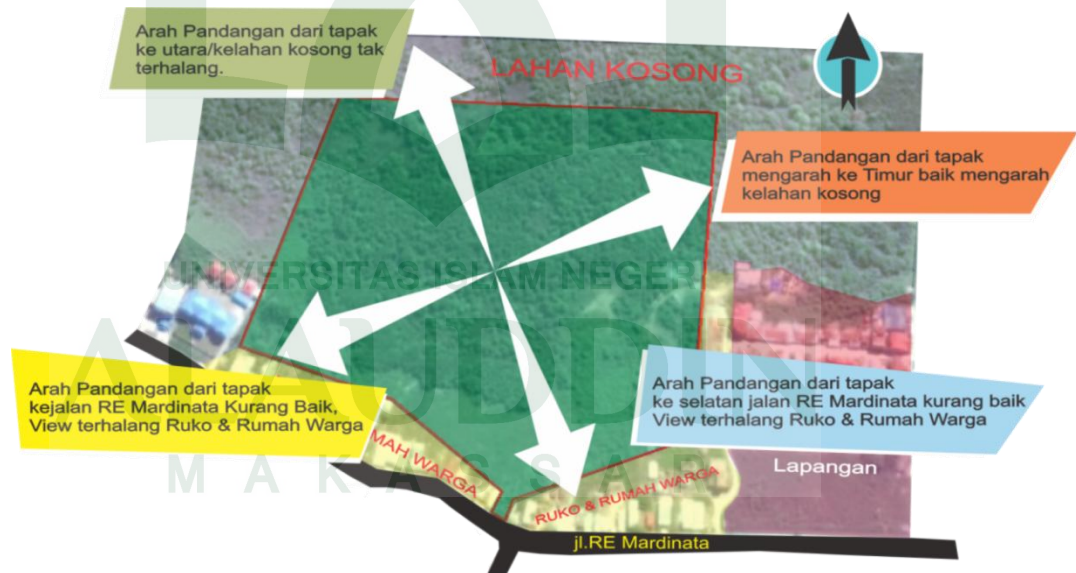 Arah Pandangan dari tapak
ke utara/kelahan kosong tak
terhalang.
LAHAN KOSONG
Arah Pandangan dari tapak
mengarah ke Timur baik mengarah
kelahan kosong
UNIVERSITAS ISLAM NEGERI
ALAUDDIN
Arah Pandangan dari tapak
kejalan RE Mardinata Kurang Baik,
View terhalang Ruko & Rumah Warga
Arah Pandangan dari tapak
ke selatan jalan RE Mardinata kurang baik
View terhalang Ruko & Rumah Warga
MAH WARGA
MAKASSAR
RUKO & RUMAH WARGA
Lapangan
jl.RE Mardinata